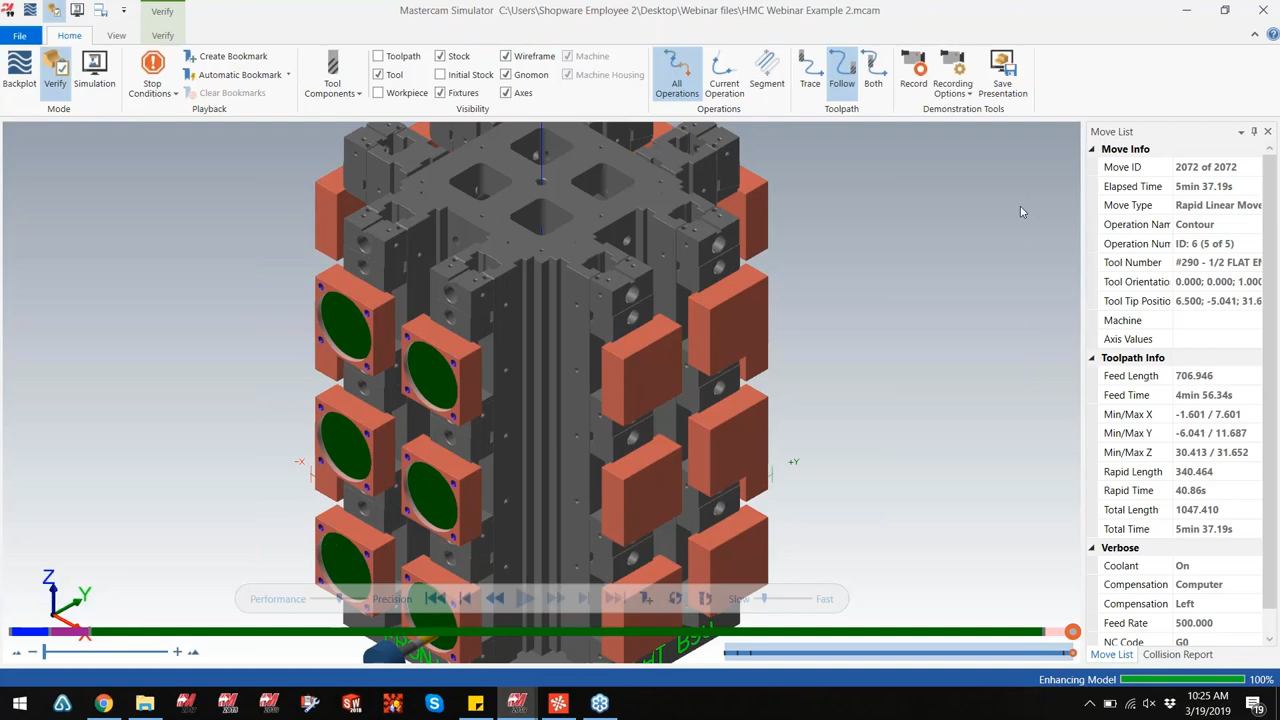 Verify
Mastercam Simulator C:\Users\Shopware Employee 2\Desktop\Webinar files\HMC Webinar Example 2.mcam
File
Home
View
Verify
Backplot
Verify
Simulation
Mode
Stop Conditions
Create Bookmark
Automatic Bookmark
Clear Bookmarks
Playback
Tool Components
Toolpath
Tool
Workpiece
Stock
Initial Stock
Fixtures
Wireframe
Gnomon
Axes
Machine
Machine Housing
Visibility
All Operations
Current Operation
Segment
Operations
Trace
Follow
Both
Toolpath
Record
Recording Options
Save Presentation
Demonstration Tools
Move List
Move Info
Move ID 2072 of 2072
Elapsed Time 5min 37.19s
Move Type Rapid Linear Move
Operation Nam Contour
Operation Num ID: 6 (5 of 5)
Tool Number #290 - 1/2 FLAT EN
Tool Orientatio 0.000; 0.000; 1.000
Tool Tip Positio 6.500; -5.041; 31.6
Machine
Axis Values
Toolpath Info
Feed Length 706.946
Feed Time 4min 56.34s
Min/Max X -1.601 / 7.601
Min/Max Y -6.041 / 11.687
Min/Max Z 30.413 / 31.652
Rapid Length 340.464
Rapid Time 40.86s
Total Length 1047.410
Total Time 5min 37.19s
Verbose
Coolant On
Compensation Computer
Compensation Left
Feed Rate 500.000
NC Code G0
Move List
Collision Report
-X
+Y
Z
Y
X
Performance
Precision
Slow
Fast
Enhancing Model 100%
10:25 AM
3/19/2019